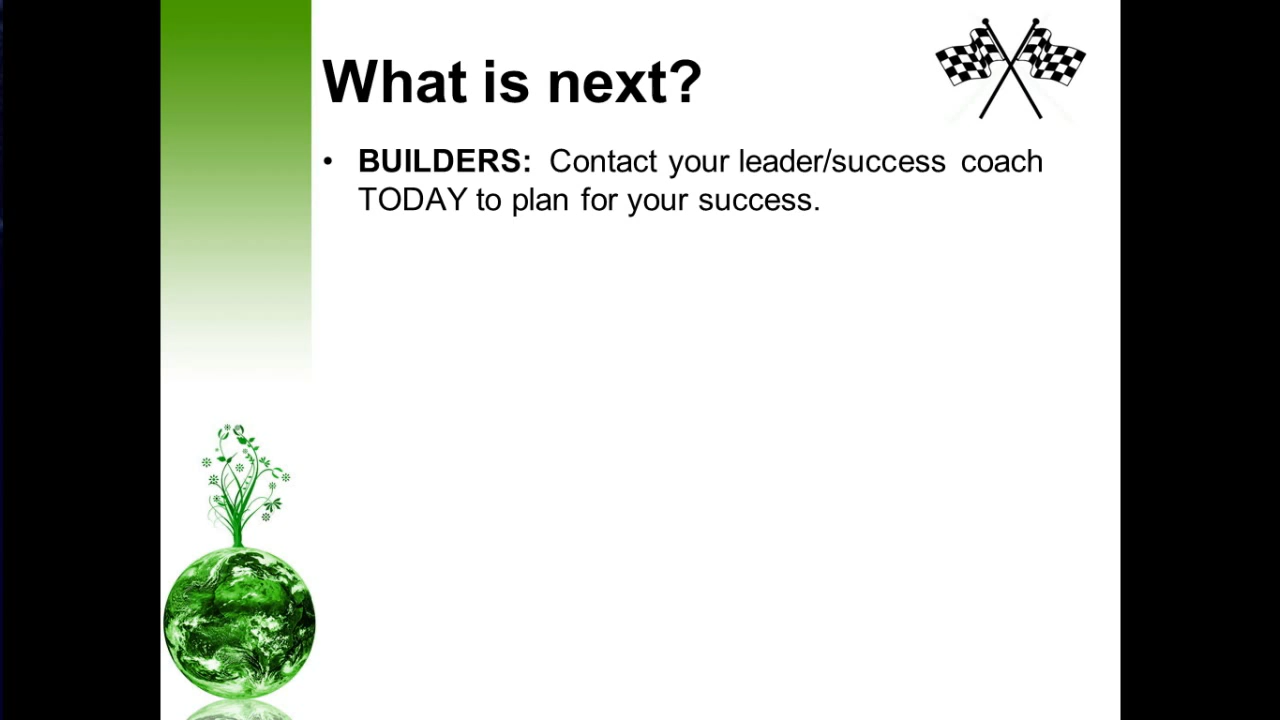 What is next?
• BUILDERS: Contact your leader/success coach
TODAY to plan for your success.